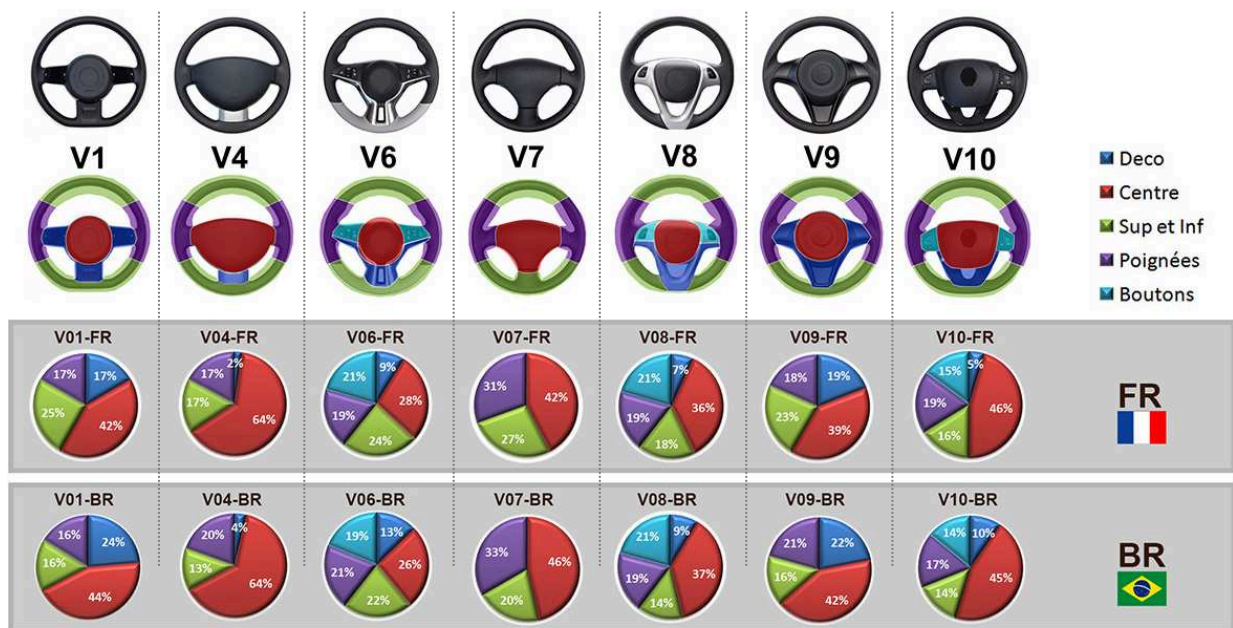 V1
V4
V6
V7
V8
V9
V10
Deco
Centre
Sup et Inf
Poignées
Boutons
V01-FR
V04-FR
V06-FR
V07-FR
V08-FR
V09-FR
V10-FR
17%
17%
42%
25%
2%
17%
17%
64%
9%
21%
28%
19%
24%
31%
42%
27%
7%
21%
36%
19%
18%
18%
19%
23%
39%
5%
15%
19%
46%
16%
FR
V01-BR
V04-BR
V06-BR
V07-BR
V08-BR
V09-BR
V10-BR
16%
24%
16%
44%
4%
20%
13%
64%
19%
13%
21%
26%
22%
33%
46%
20%
9%
21%
37%
19%
14%
21%
22%
16%
42%
14%
10%
17%
45%
14%
BR